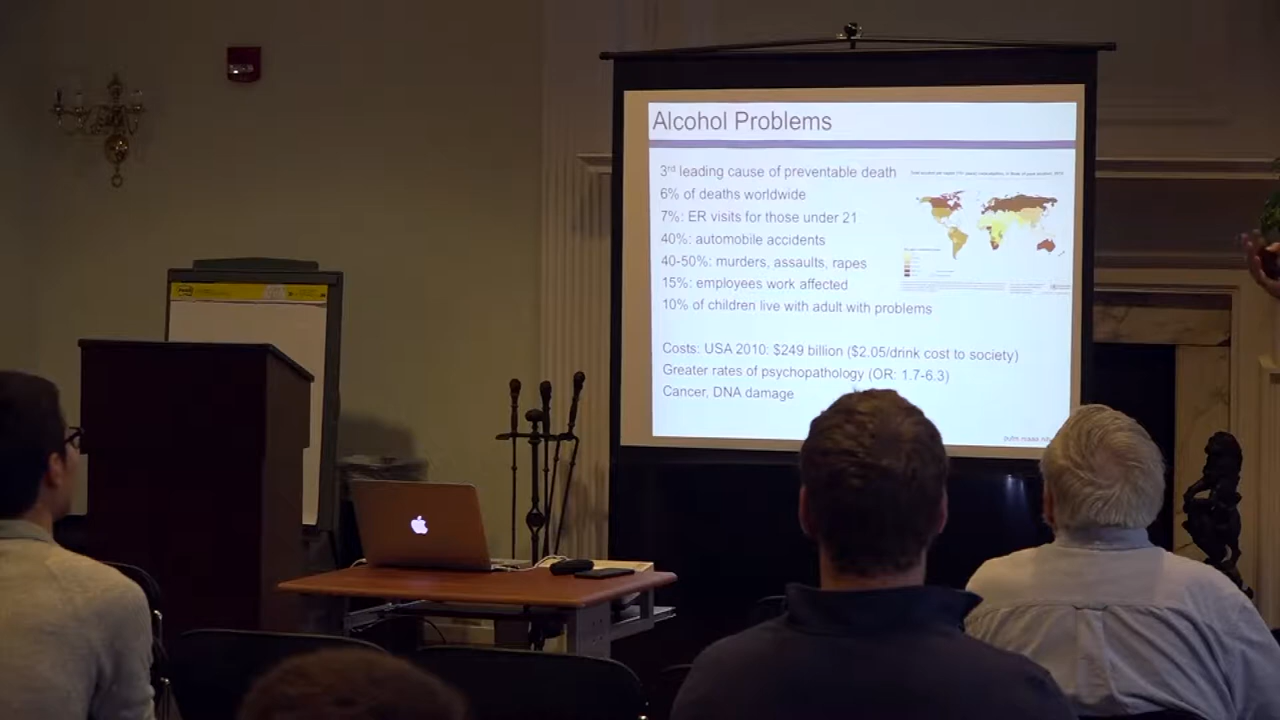 Alcohol Problems
3rd leading cause of preventable death
6% of deaths worldwide
7%: ER visits for those under 21
40%: automobile accidents
40-50%: murders, assaults, rapes
15%: employees work affected
10% of children live with adult with problems
Costs: USA 2010: $249 billion ($2.05/drink cost to society)
Greater rates of psychopathology (OR: 1.7-6.3)
Cancer, DNA damage